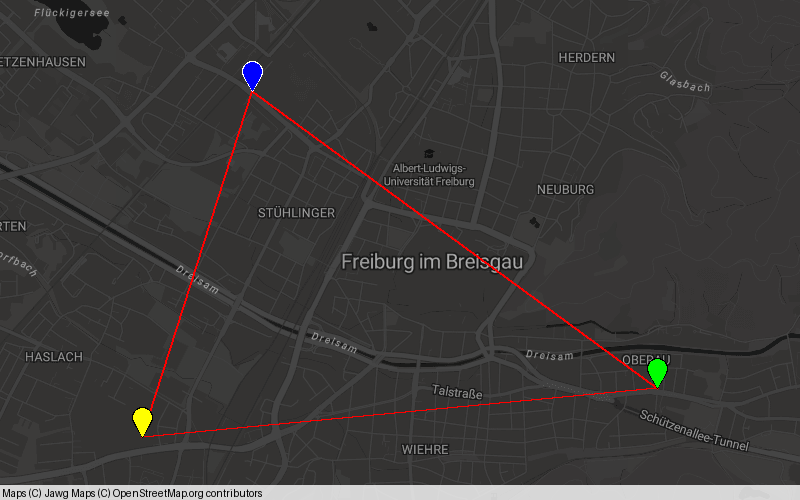 Flückigersee
ETZENHAUSEN
HERDERN
Glasbach
Albert-Ludwigs-
Universität Freiburg
NEUBURG
STÜHLINGER
RTEN
orfbach
Freiburg im Breisgau
Dreisam
Dreisam
Dreisam
HASLACH
OBERAU
Talstraße
Schützenallee-Tunnel
WIEHRE
Maps (C) Jawg Maps (C) OpenStreetMap.org contributors